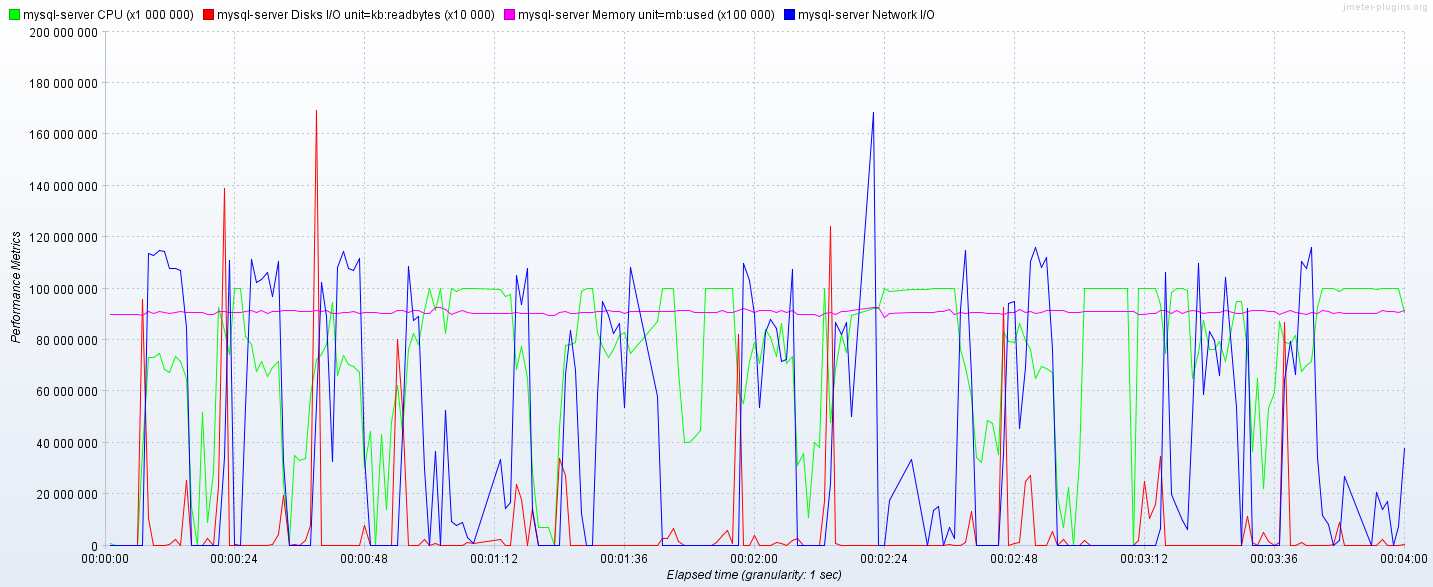 jmeter-plugins.org
mysql-server CPU (x1 000 000) mysql-server Disks I/O unit=kb:readbytes (x10 000) mysql-server Memory unit=mb:used (x100 000) mysql-server Network I/O
200 000 000
180 000 000
160 000 000
140 000 000
120 000 000
100 000 000
80 000 000
60 000 000
40 000 000
20 000 000
0
Performance Metrics
00:00:00 00:00:24 00:00:48 00:01:12 00:01:36 00:02:00 00:02:24 00:02:48 00:03:12 00:03:36 00:04:00
Elapsed time (granularity: 1 sec)